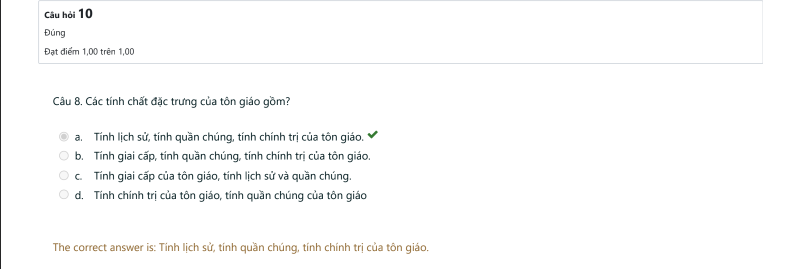 Câu hỏi 10
Đúng
Đạt điểm 1,00 trên 1,00
Câu 8. Các tính chất đặc trưng của tôn giáo gồm?
a. Tính lịch sử, tính quần chúng, tính chính trị của tôn giáo.
b. Tính giai cấp, tính quần chúng, tính chính trị của tôn giáo.
c. Tính giai cấp của tôn giáo, tính lịch sử và quần chúng.
d. Tính chính trị của tôn giáo, tính quần chúng của tôn giáo
The correct answer is: Tính lịch sử, tính quần chúng, tính chính trị của tôn giáo.